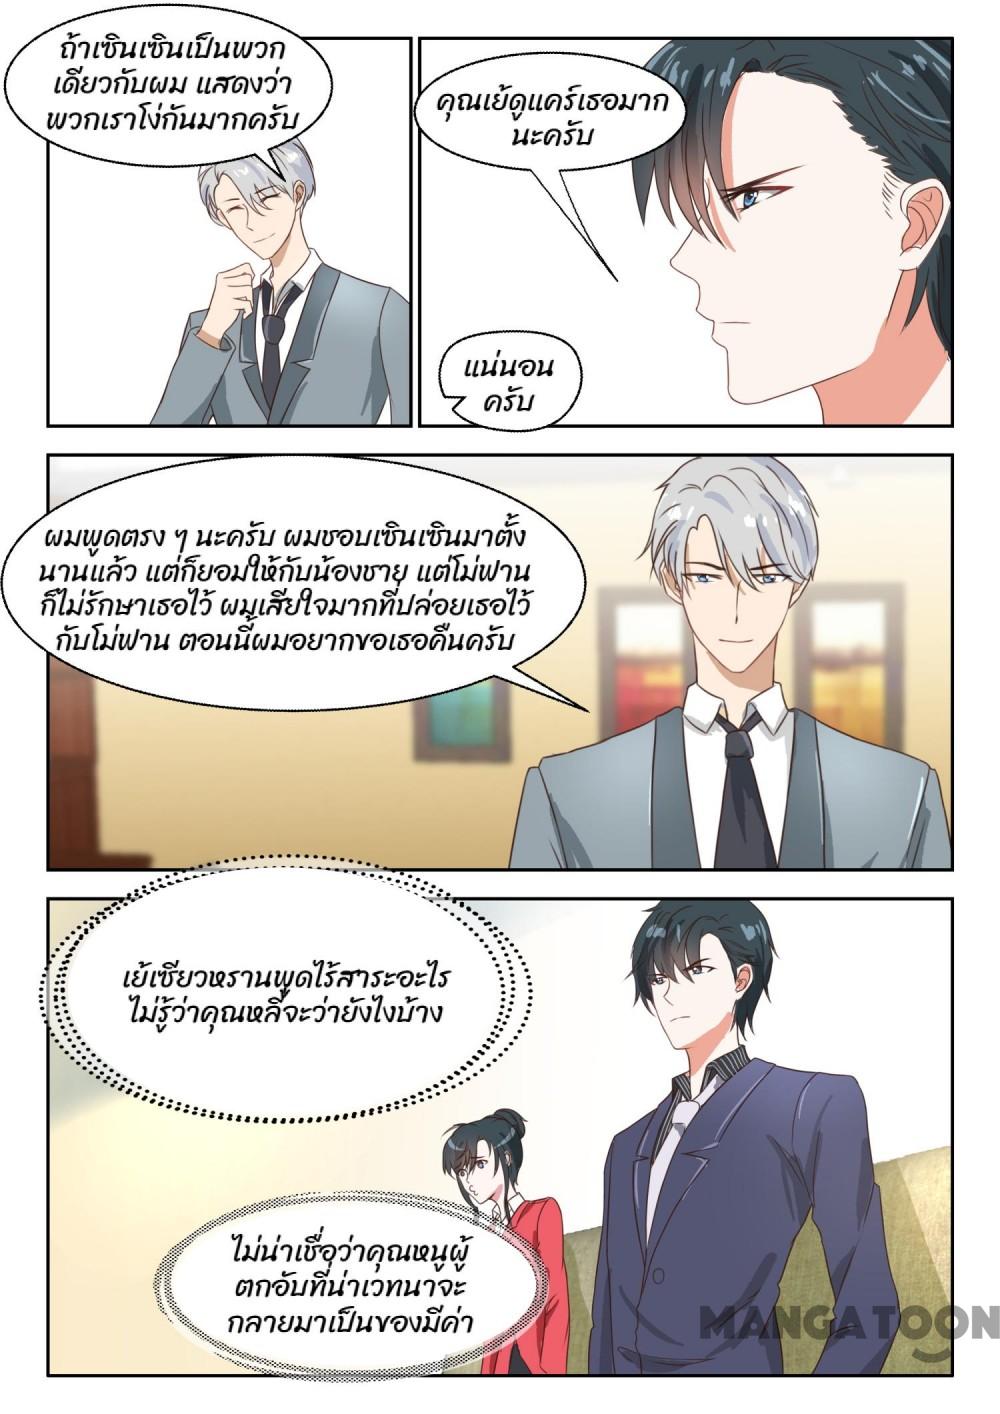 ถ้าเซินเซินเป็นพวก
เดียวกับผม แสดงว่า
พวกเราโง่กันมากครับ
คุณเย้ดูแคร์เธอมาก
นะครับ
แน่นอน
ครับ
ผมพูดตรง ๆ นะครับ ผมชอบเซินเซินมาตั้ง
นานแล้ว แต่ก็ยอมให้กับน้องชาย แต่โม่ฟาน
ก็ไม่รักษาเธอไว้ ผมเสียใจมากที่ปล่อยเธอไว้
กับโม่ฟาน ตอนนี้ผมอยากขอเธอคืนครับ
เย้เซียวหรานพูดไร้สาระอะไร
ไม่รู้ว่าคุณหลี่จะว่ายังไงบ้าง
ไม่น่าเชื่อว่าคุณหนูผู้
ตกอับที่น่าเวทนาจะ
กลายมาเป็นของมีค่า
MANGATOON